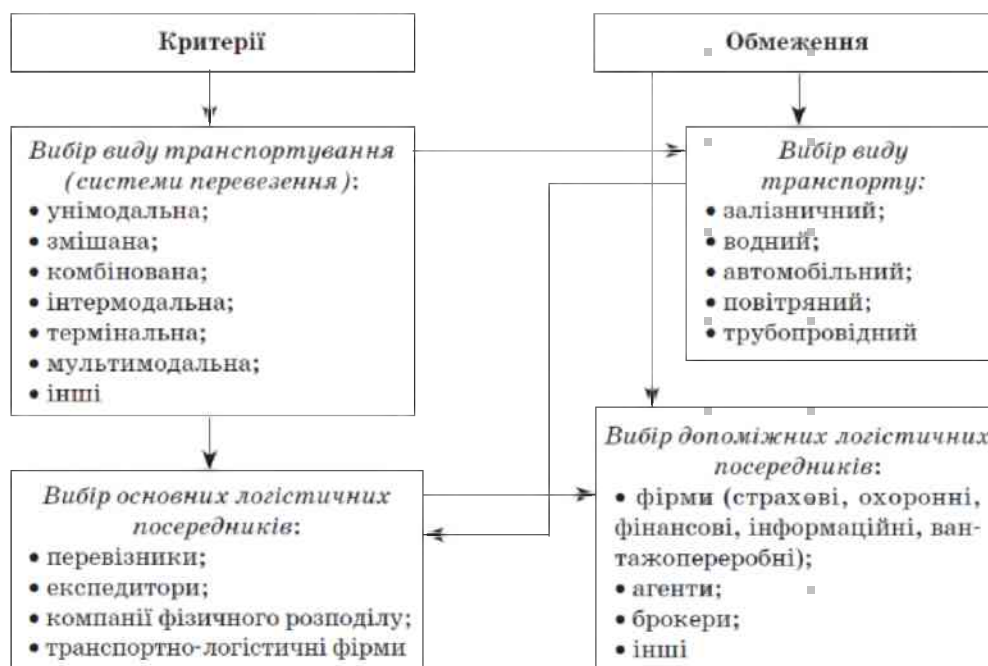 Критерії
Обмеження
Вибір виду транспортування
(системи перевезення):
• унімодальна;
• змішана;
• комбінована;
• інтермодальна;
• термінальна;
• мультимодальна;
• інші
Вибір виду
транспорту:
• залізничний;
• водний;
• автомобільний;
• повітряний;
• трубопровідний
Вибір основних логістичних
посередників:
• перевізники;
• експедитори;
• компанії фізичного розподілу;
• транспортно-логістичні фірми
Вибір допоміжних логістичних
посередників:
• фірми (страхові, охоронні,
фінансові, інформаційні, ван-
тажопереробні);
• агенти;
• брокери;
• інші